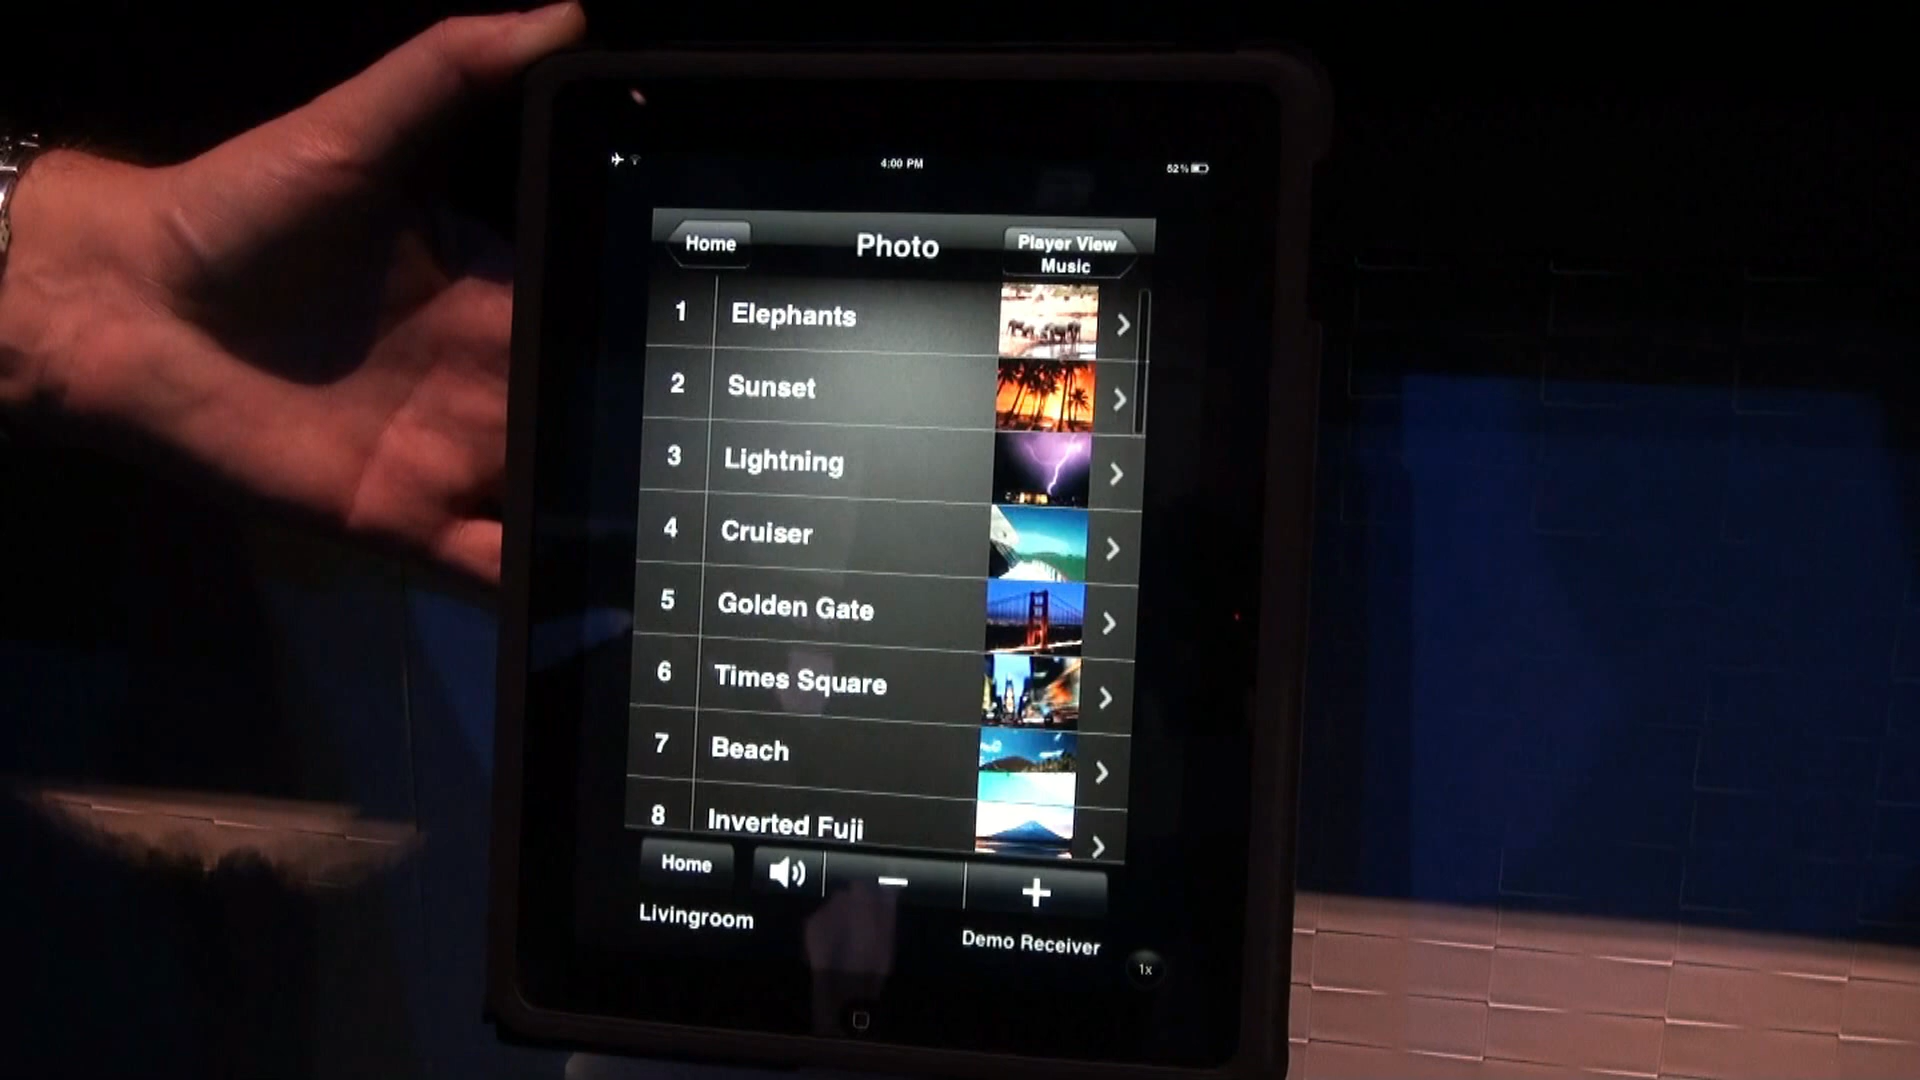 4:00 PM
52%
Home
Photo
Player View
Music
1
Elephants
2
Sunset
3
Lightning
4
Cruiser
5
Golden Gate
6
Times Square
7
Beach
8
Inverted Fuji
Home
Livingroom
Demo Receiver
1x